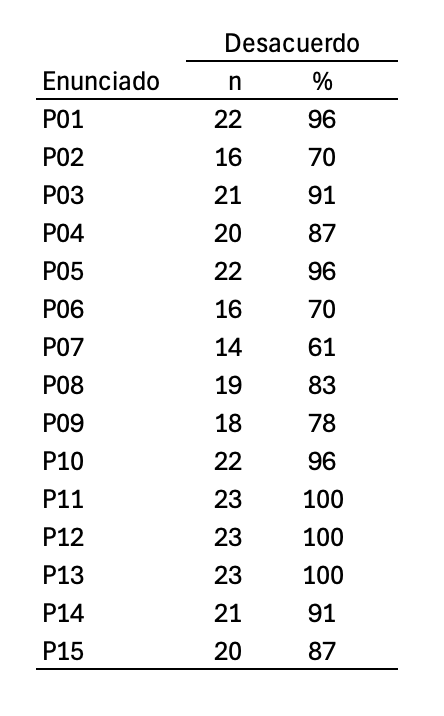 Desacuerdo
Enunciado n %
P01 22 96
P02 16 70
P03 21 91
P04 20 87
P05 22 96
P06 16 70
P07 14 61
P08 19 83
P09 18 78
P10 22 96
P11 23 100
P12 23 100
P13 23 100
P14 21 91
P15 20 87